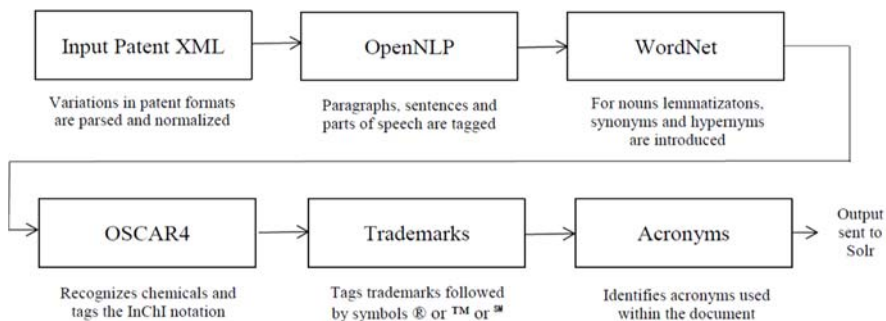 Input Patent XML
OpenNLP
WordNet
Variations in patent formats
are parsed and normalized
Paragraphs, sentences and
parts of speech are tagged
For nouns lemmatizatons,
synonyms and hypernyms
are introduced
OSCAR4
Trademarks
Acronyms
Output
sent to
Solr
Recognizes chemicals and
tags the InChI notation
Tags trademarks followed
by symbols ® or ™ or ℠
Identifies acronyms used
within the document